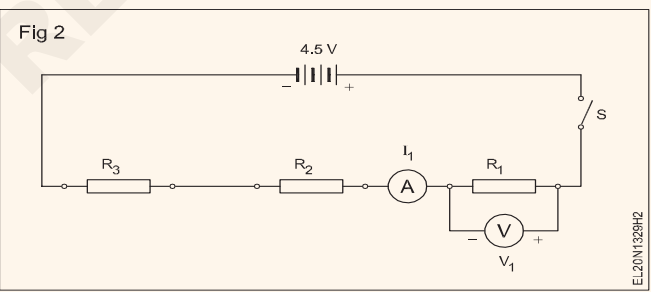 Fig 2
4.5 V
− +
S
R3 R2 I1 R1
A
V
− +
V1
EL20N1329H2